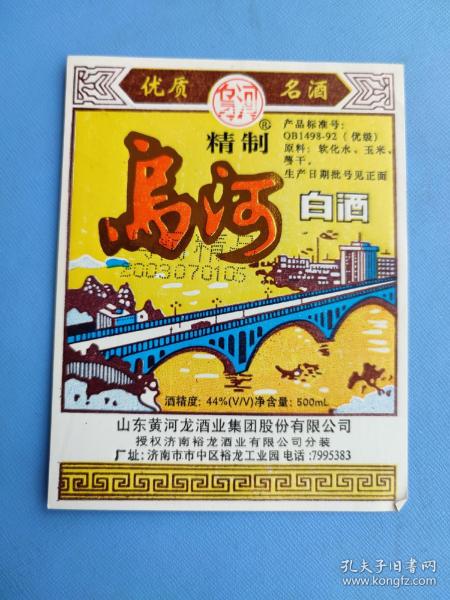 优质
名酒
乌河
精制®
产品标准号:
QB1498-92(优级)
原料:软化水、玉米、
薯干。
生产日期批号见正面
乌河
白酒
2003070105
酒精度:44%(V/V)净含量:500mL
山东黄河龙酒业集团股份有限公司
授权济南裕龙酒业有限公司分装
厂址:济南市市中区裕龙工业园 电话:7995383
孔夫子旧书网
www.kongfz.com